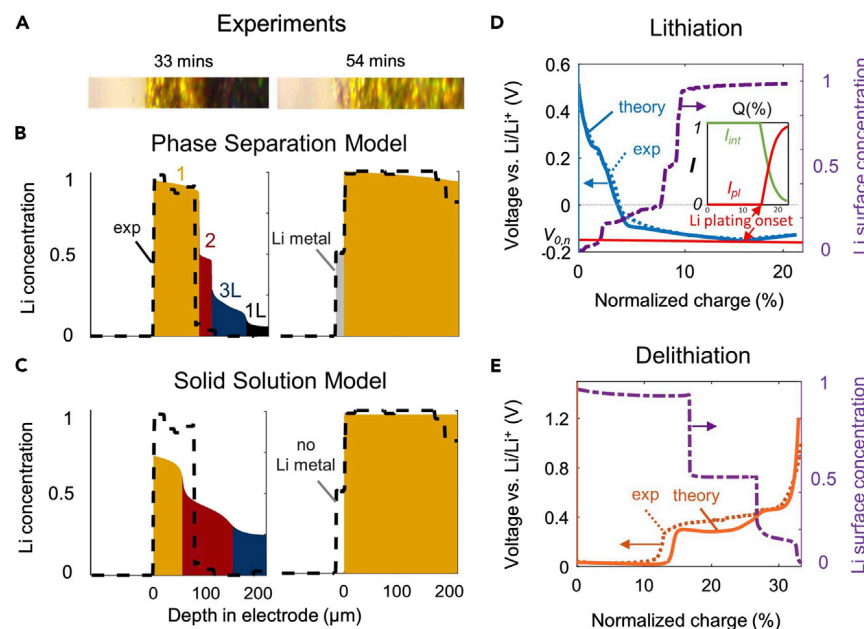 A
Experiments
33 mins
54 mins
B
Phase Separation Model
Li concentration
1
0.5
0
exp
1
2
3L
1L
Li metal
C
Solid Solution Model
Li concentration
1
0.5
0
no
Li metal
0 100 200
0 100 200
Depth in electrode (µm)
D
Lithiation
Voltage vs. Li/Li⁺ (V)
0.6
0.4
0.2
0
V0,n
-0.2
theory
exp
Q(%)
1
I
0
Iint
Ipl
0 10 20
Li plating onset
1
0.5
0
Li surface concentration
0 10 20
Normalized charge (%)
E
Delithiation
Voltage vs. Li/Li⁺ (V)
1.2
0.8
0.4
0
exp
theory
1
0.5
0
Li surface concentration
0 10 20 30
Normalized charge (%)